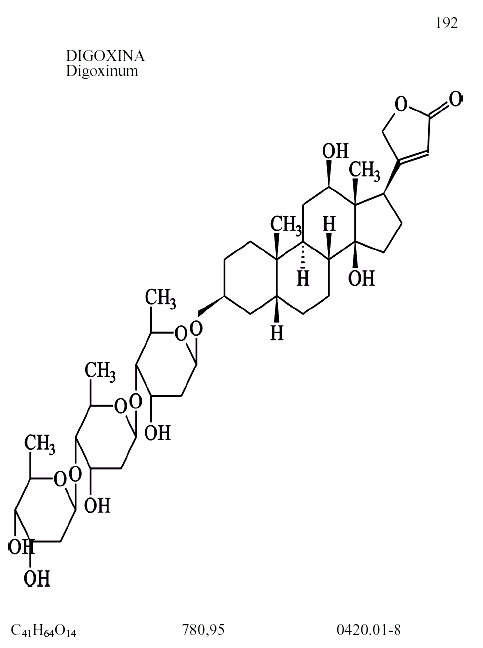 192
DIGOXINA
Digoxinum
O
O
OH
CH₃
CH₃
H
H
OH
H
CH₃
O
O
CH₃
O
O
OH
CH₃
O
O
OH
OH
OH
C₄₁H₆₄O₁₄ 780,95 0420.01-8